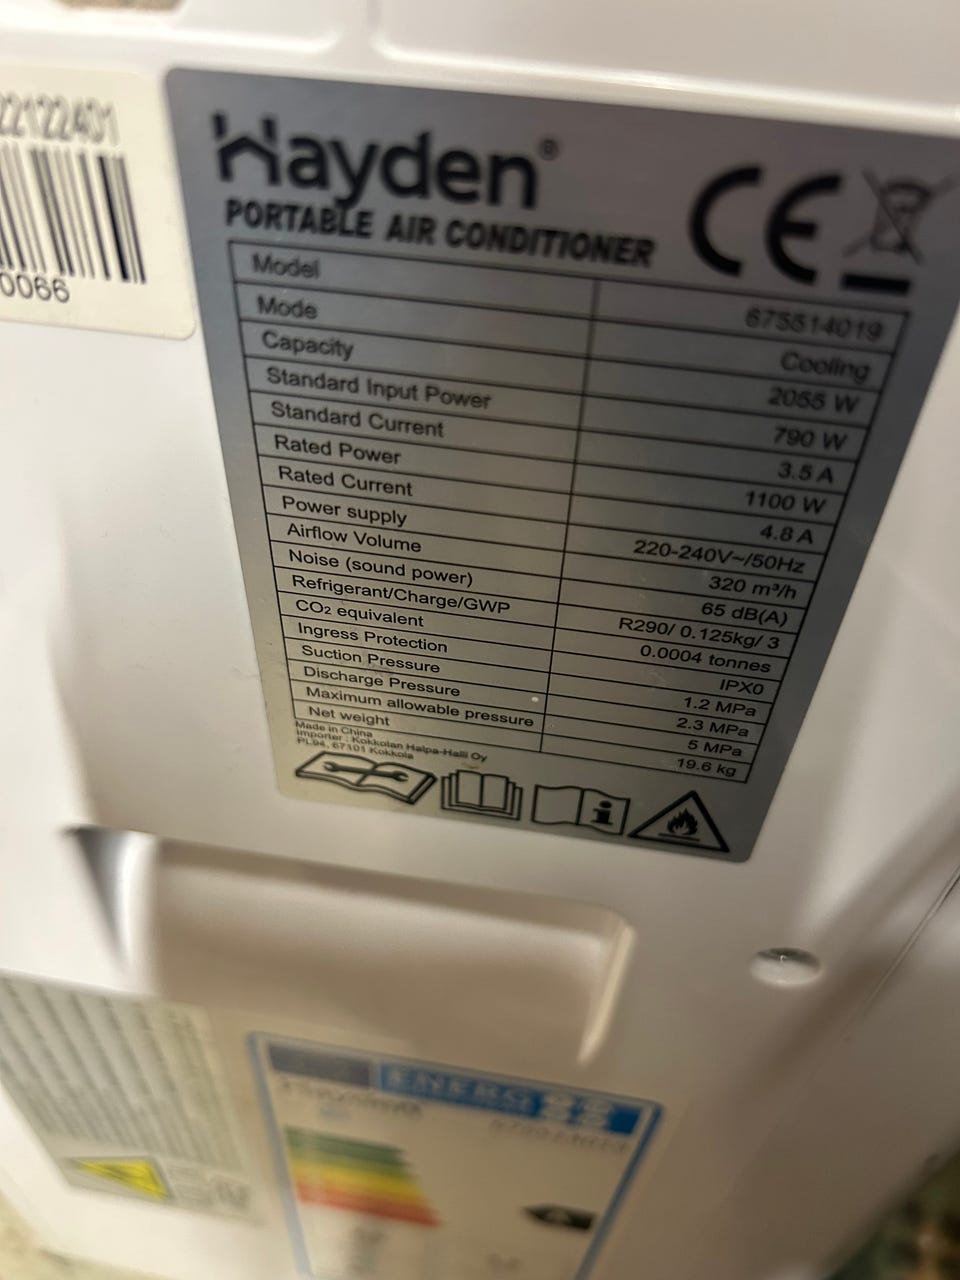 22122401
0066
Hayden®
PORTABLE AIR CONDITIONER
CE
Model 675514019
Mode Cooling
Capacity 2055 W
Standard Input Power 790 W
Standard Current 3.5 A
Rated Power 1100 W
Rated Current 4.8 A
Power supply 220-240V~/50Hz
Airflow Volume 320 m³/h
Noise (sound power) 65 dB(A)
Refrigerant/Charge/GWP R290/ 0.125kg/ 3
CO2 equivalent 0.0004 tonnes
Ingress Protection IPX0
Suction Pressure 1.2 MPa
Discharge Pressure 2.3 MPa
Maximum allowable pressure 5 MPa
Net weight 19.6 kg
Made in China
Importer : Kokkolan Halpa-Halli Oy
PL94, 67101 Kokkola
ENERG